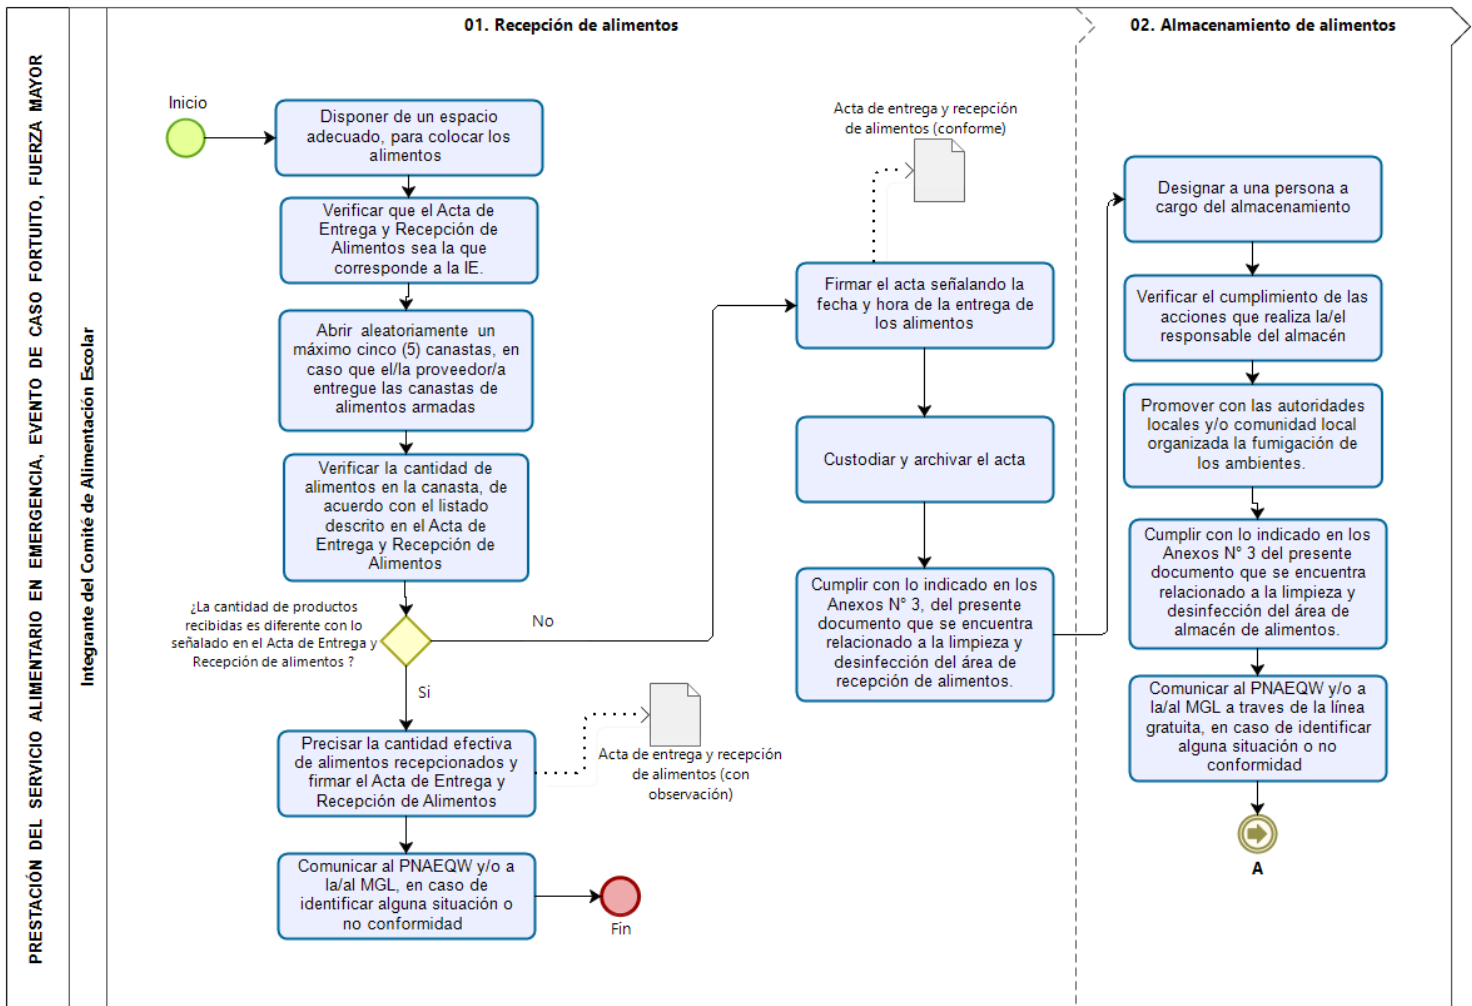 PRESTACIÓN DEL SERVICIO ALIMENTARIO EN EMERGENCIA, EVENTO DE CASO FORTUITO, FUERZA MAYOR
Integrante del Comité de Alimentación Escolar
01. Recepción de alimentos
Inicio
Disponer de un espacio
adecuado, para colocar los
alimentos
Verificar que el Acta de
Entrega y Recepción de
Alimentos sea la que
corresponde a la IE.
Abrir aleatoriamente un
máximo cinco (5) canastas, en
caso que el/la proveedor/a
entregue las canastas de
alimentos armadas
Verificar la cantidad de
alimentos en la canasta, de
acuerdo con el listado
descrito en el Acta de
Entrega y Recepción de
Alimentos
¿La cantidad de productos
recibidas es diferente con lo
señalado en el Acta de Entrega y
Recepción de alimentos ?
No
Si
Precisar la cantidad efectiva
de alimentos recepcionados y
firmar el Acta de Entrega y
Recepción de Alimentos
Acta de entrega y recepción
de alimentos (con
observación)
Comunicar al PNAEQW y/o a
la/al MGL, en caso de
identificar alguna situación o
no conformidad
Fin
Acta de entrega y recepción
de alimentos (conforme)
Firmar el acta señalando la
fecha y hora de la entrega de
los alimentos
Custodiar y archivar el acta
Cumplir con lo indicado en los
Anexos N° 3, del presente
documento que se encuentra
relacionado a la limpieza y
desinfección del área de
recepción de alimentos.
02. Almacenamiento de alimentos
Designar a una persona a
cargo del almacenamiento
Verificar el cumplimiento de las
acciones que realiza la/el
responsable del almacén
Promover con las autoridades
locales y/o comunidad local
organizada la fumigación de
los ambientes.
Cumplir con lo indicado en los
Anexos N° 3 del presente
documento que se encuentra
relacionado a la limpieza y
desinfección del área de
almacén de alimentos.
Comunicar al PNAEQW y/o a
la/al MGL a traves de la línea
gratuita, en caso de identificar
alguna situación o no
conformidad
A